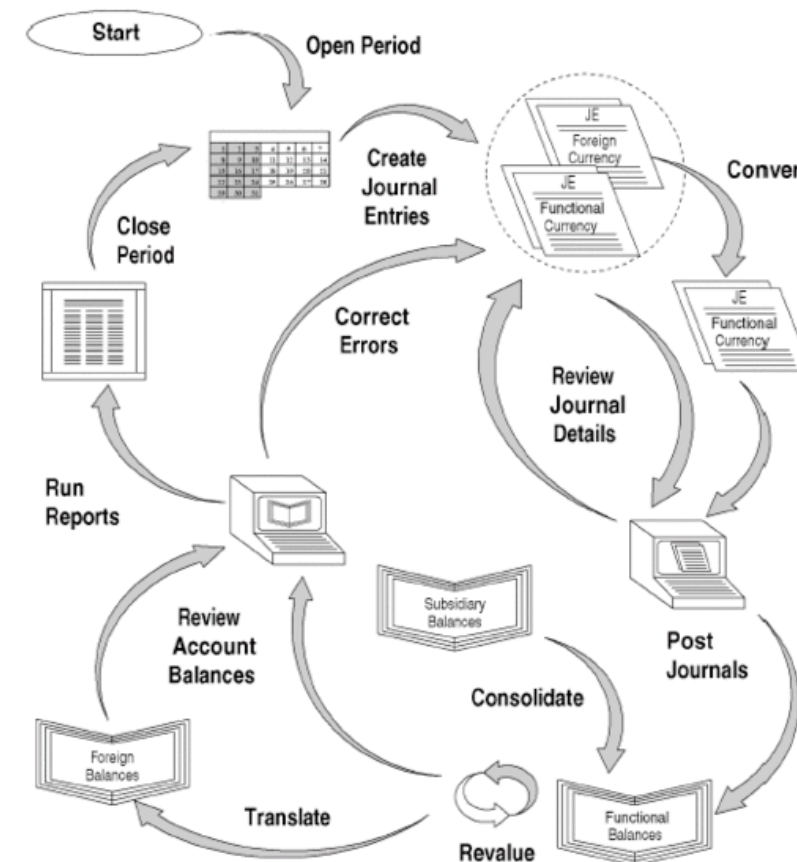 Start
Open Period
Create
Journal
Entries
JE
Foreign
Currency
JE
Functional
Currency
Conver
Close
Period
JE
Functional
Currency
Correct
Errors
Review
Journal
Details
Run
Reports
Subsidiary
Balances
Review
Account
Balances
Post
Journals
Consolidate
Foreign
Balances
Translate
Functional
Balances
Revalue